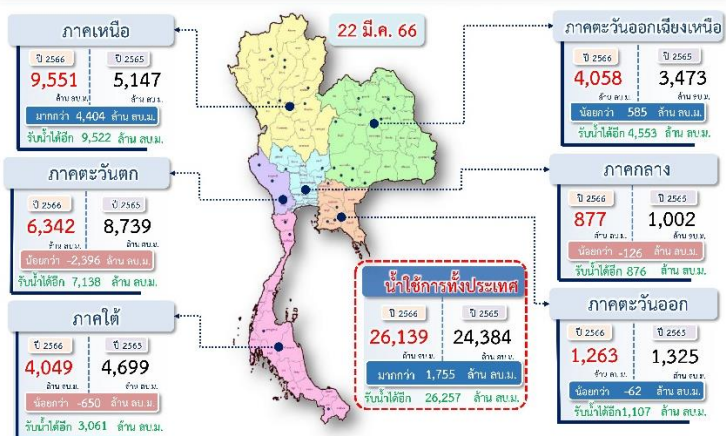 ภาคเหนือ
ปี 2566 ปี 2565
9,551 5,147
ล้าน ลบ.ม. ล้าน ลบ.ม.
มากกว่า 4,404 ล้าน ลบ.ม.
รับน้ำได้อีก 9,522 ล้าน ลบ.ม.
22 มี.ค. 66
ภาคตะวันออกเฉียงเหนือ
ปี 2566 ปี 2565
4,058 3,473
ล้าน ลบ.ม. ล้าน ลบ.ม.
น้อยกว่า 585 ล้าน ลบ.ม.
รับน้ำได้อีก 4,553 ล้าน ลบ.ม.
ภาคตะวันตก
ปี 2566 ปี 2565
6,342 8,739
ล้าน ลบ.ม. ล้าน ลบ.ม.
น้อยกว่า -2,396 ล้าน ลบ.ม.
รับน้ำได้อีก 7,138 ล้าน ลบ.ม.
ภาคกลาง
ปี 2566 ปี 2565
877 1,002
ล้าน ลบ.ม. ล้าน ลบ.ม.
น้อยกว่า -126 ล้าน ลบ.ม.
รับน้ำได้อีก 876 ล้าน ลบ.ม.
ภาคใต้
ปี 2566 ปี 2565
4,049 4,699
ล้าน ลบ.ม. ล้าน ลบ.ม.
น้อยกว่า -650 ล้าน ลบ.ม.
รับน้ำได้อีก 3,061 ล้าน ลบ.ม.
น้ำใช้การทั้งประเทศ
ปี 2566 ปี 2565
26,139 24,384
ล้าน ลบ.ม. ล้าน ลบ.ม.
มากกว่า 1,755 ล้าน ลบ.ม.
รับน้ำได้อีก 26,257 ล้าน ลบ.ม.
ภาคตะวันออก
ปี 2566 ปี 2565
1,263 1,325
ล้าน ลบ.ม. ล้าน ลบ.ม.
น้อยกว่า -62 ล้าน ลบ.ม.
รับน้ำได้อีก1,107 ล้าน ลบ.ม.